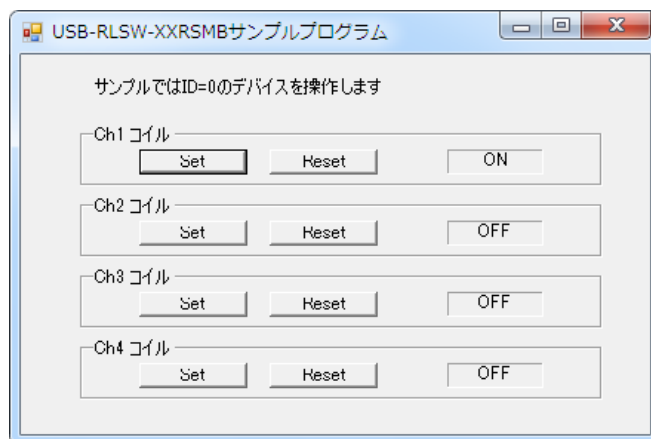 USB-RLSW-XXRSMBサンプルプログラム
サンプルではID=0のデバイスを操作します
Ch1 コイル
Set Reset ON
Ch2 コイル
Set Reset OFF
Ch3 コイル
Set Reset OFF
Ch4 コイル
Set Reset OFF